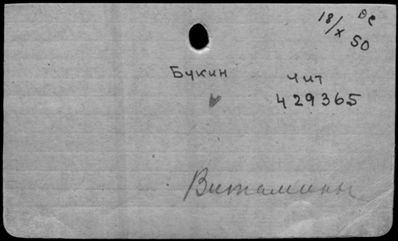 18/X 50
Букин
Чит
429365
Витамины